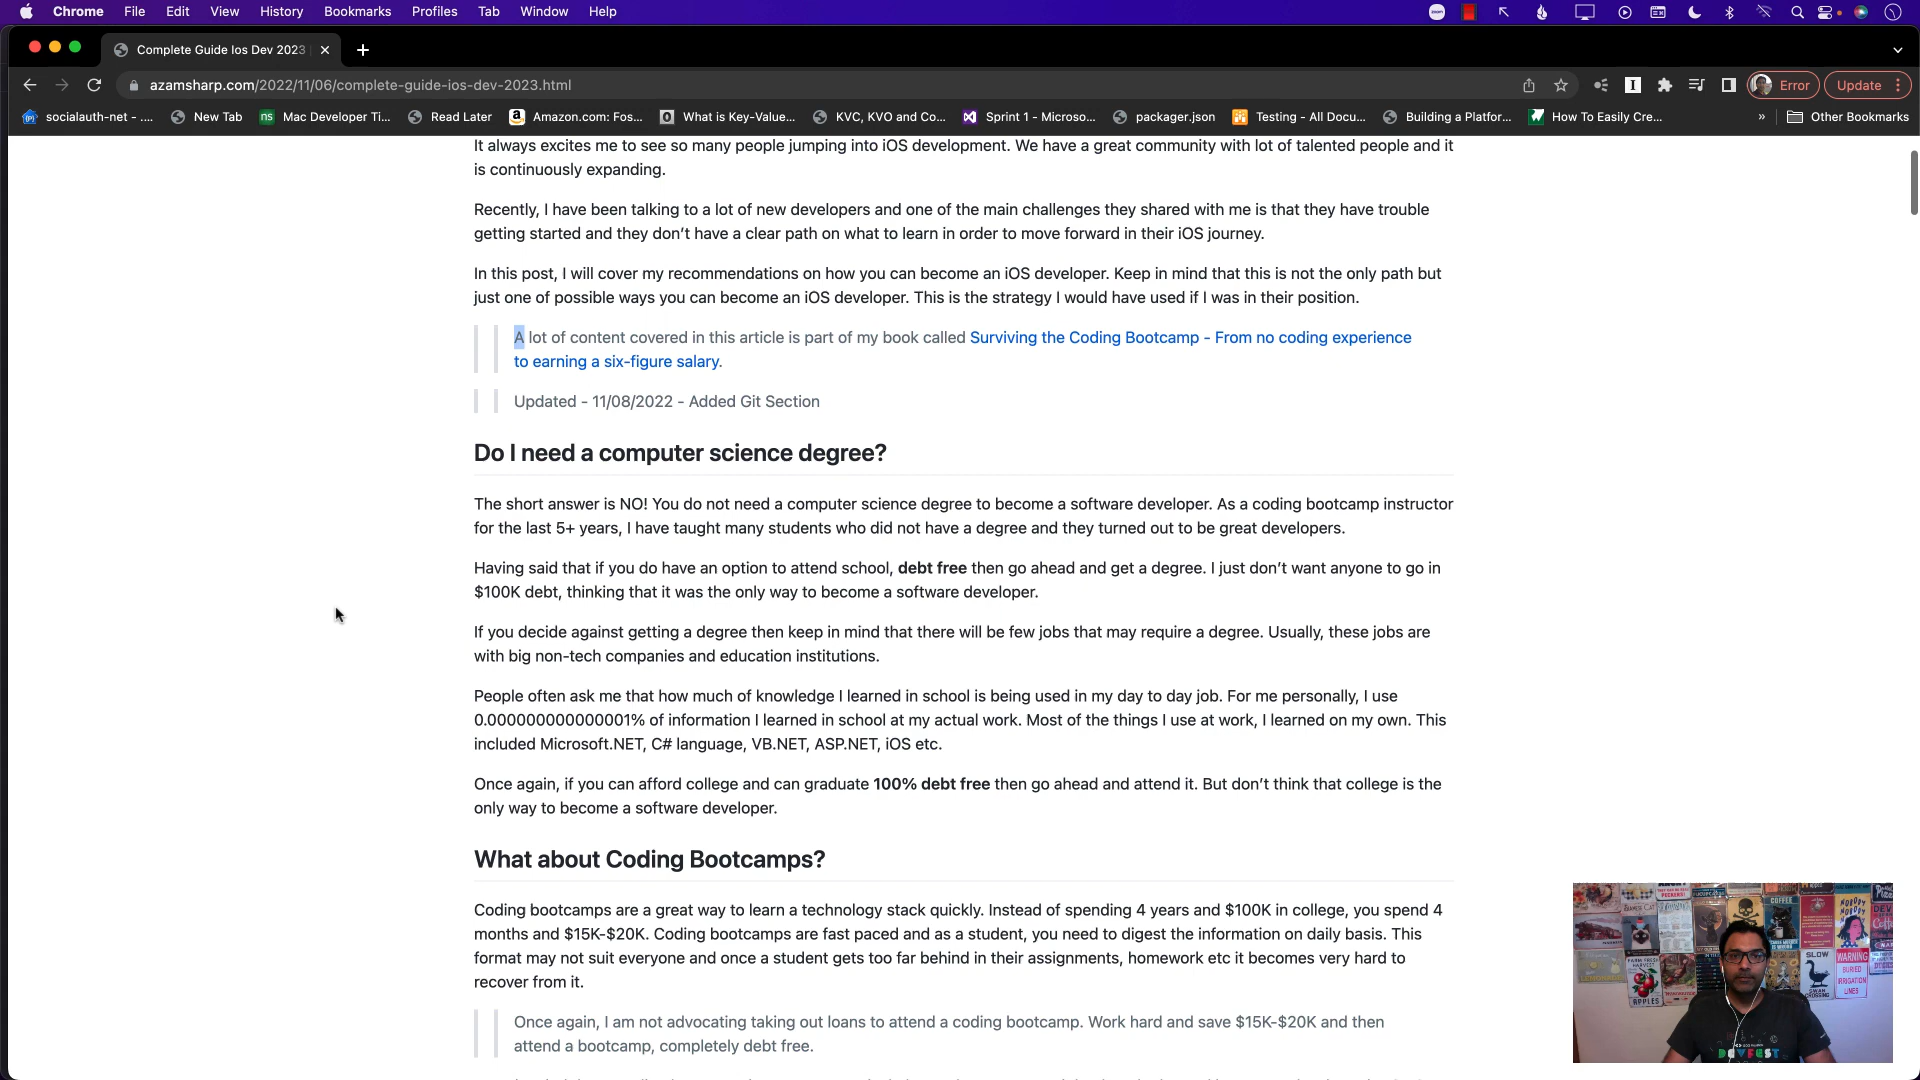 Chrome File Edit View History Bookmarks Profiles Tab Window Help
Complete Guide Ios Dev 2023
azamsharp.com/2022/11/06/complete-guide-ios-dev-2023.html
Error
Update
socialauth-net - .... New Tab Mac Developer Ti... Read Later Amazon.com: Fos... What is Key-Value... KVC, KVO and Co... Sprint 1 - Microso... packager.json Testing - All Docu... Building a Platfor... How To Easily Cre... » Other Bookmarks
It always excites me to see so many people jumping into iOS development. We have a great community with lot of talented people and it
is continuously expanding.
Recently, I have been talking to a lot of new developers and one of the main challenges they shared with me is that they have trouble
getting started and they don’t have a clear path on what to learn in order to move forward in their iOS journey.
In this post, I will cover my recommendations on how you can become an iOS developer. Keep in mind that this is not the only path but
just one of possible ways you can become an iOS developer. This is the strategy I would have used if I was in their position.
A lot of content covered in this article is part of my book called Surviving the Coding Bootcamp - From no coding experience
to earning a six-figure salary.
Updated - 11/08/2022 - Added Git Section
Do I need a computer science degree?
The short answer is NO! You do not need a computer science degree to become a software developer. As a coding bootcamp instructor
for the last 5+ years, I have taught many students who did not have a degree and they turned out to be great developers.
Having said that if you do have an option to attend school, debt free then go ahead and get a degree. I just don’t want anyone to go in
$100K debt, thinking that it was the only way to become a software developer.
If you decide against getting a degree then keep in mind that there will be few jobs that may require a degree. Usually, these jobs are
with big non-tech companies and education institutions.
People often ask me that how much of knowledge I learned in school is being used in my day to day job. For me personally, I use
0.000000000000001% of information I learned in school at my actual work. Most of the things I use at work, I learned on my own. This
included Microsoft.NET, C# language, VB.NET, ASP.NET, iOS etc.
Once again, if you can afford college and can graduate 100% debt free then go ahead and attend it. But don’t think that college is the
only way to become a software developer.
What about Coding Bootcamps?
Coding bootcamps are a great way to learn a technology stack quickly. Instead of spending 4 years and $100K in college, you spend 4
months and $15K-$20K. Coding bootcamps are fast paced and as a student, you need to digest the information on daily basis. This
format may not suit everyone and once a student gets too far behind in their assignments, homework etc it becomes very hard to
recover from it.
Once again, I am not advocating taking out loans to attend a coding bootcamp. Work hard and save $15K-$20K and then
attend a bootcamp, completely debt free.
COFFEE
NOBODY
SLOW
SWAN
CROSSING
WARNING
BURIED
IRRIGATION
LINES
FARM FRESH
HARVEST
APPLES
DEVFEST